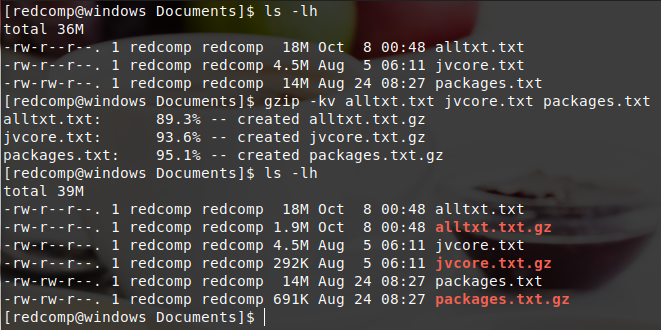 [redcomp@windows Documents]$ ls -lh
total 36M
-rw-r--r--. 1 redcomp redcomp  18M Oct  8 00:48 alltxt.txt
-rw-r--r--. 1 redcomp redcomp 4.5M Aug  5 06:11 jvcore.txt
-rw-rw-r--. 1 redcomp redcomp  14M Aug 24 08:27 packages.txt
[redcomp@windows Documents]$ gzip -kv alltxt.txt jvcore.txt packages.txt
alltxt.txt:      89.3% -- created alltxt.txt.gz
jvcore.txt:      93.6% -- created jvcore.txt.gz
packages.txt:    95.1% -- created packages.txt.gz
[redcomp@windows Documents]$ ls -lh
total 39M
-rw-r--r--. 1 redcomp redcomp  18M Oct  8 00:48 alltxt.txt
-rw-r--r--. 1 redcomp redcomp 1.9M Oct  8 00:48 alltxt.txt.gz
-rw-r--r--. 1 redcomp redcomp 4.5M Aug  5 06:11 jvcore.txt
-rw-r--r--. 1 redcomp redcomp 292K Aug  5 06:11 jvcore.txt.gz
-rw-rw-r--. 1 redcomp redcomp  14M Aug 24 08:27 packages.txt
-rw-rw-r--. 1 redcomp redcomp 691K Aug 24 08:27 packages.txt.gz
[redcomp@windows Documents]$